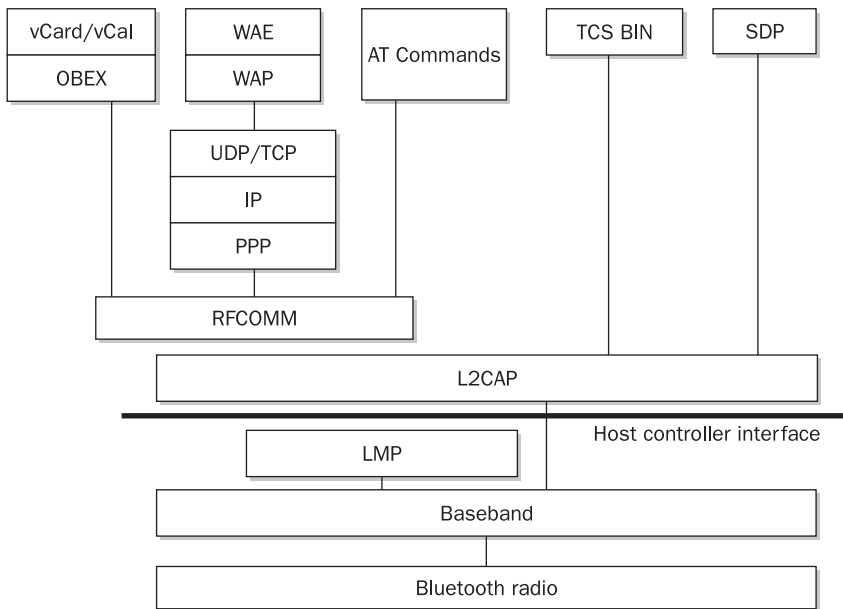 vCard/vCal
OBEX
WAE
WAP
AT Commands
TCS BIN
SDP
UDP/TCP
IP
PPP
RFCOMM
L2CAP
Host controller interface
LMP
Baseband
Bluetooth radio